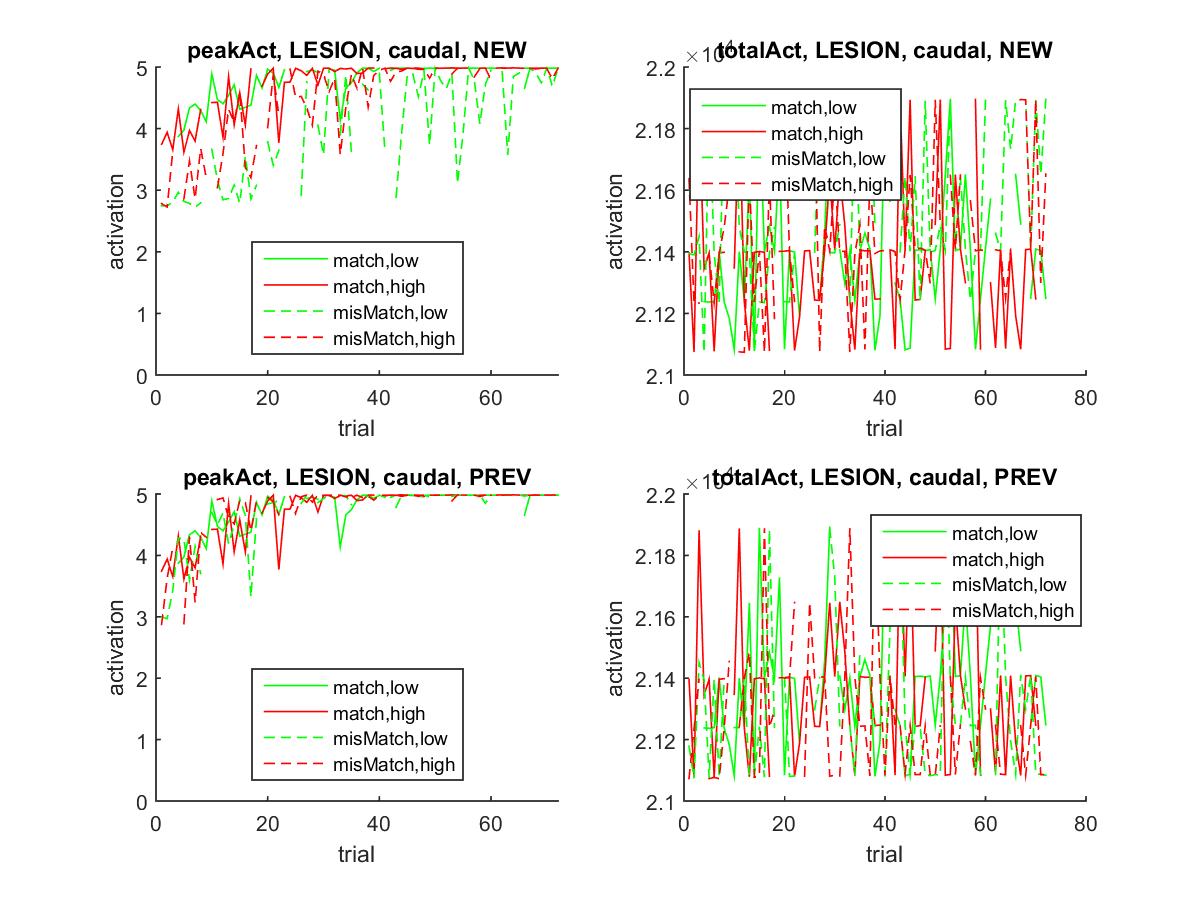 peakAct, LESION, caudal, NEW
5
4
3
2
1
0
activation
match,low
match,high
misMatch,low
misMatch,high
0 20 40 60
trial
×10⁴
totalAct, LESION, caudal, NEW
2.2
2.18
2.16
2.14
2.12
2.1
activation
match,low
match,high
misMatch,low
misMatch,high
0 20 40 60 80
trial
peakAct, LESION, caudal, PREV
5
4
3
2
1
0
activation
match,low
match,high
misMatch,low
misMatch,high
0 20 40 60
trial
×10⁴
totalAct, LESION, caudal, PREV
2.2
2.18
2.16
2.14
2.12
2.1
activation
match,low
match,high
misMatch,low
misMatch,high
0 20 40 60 80
trial